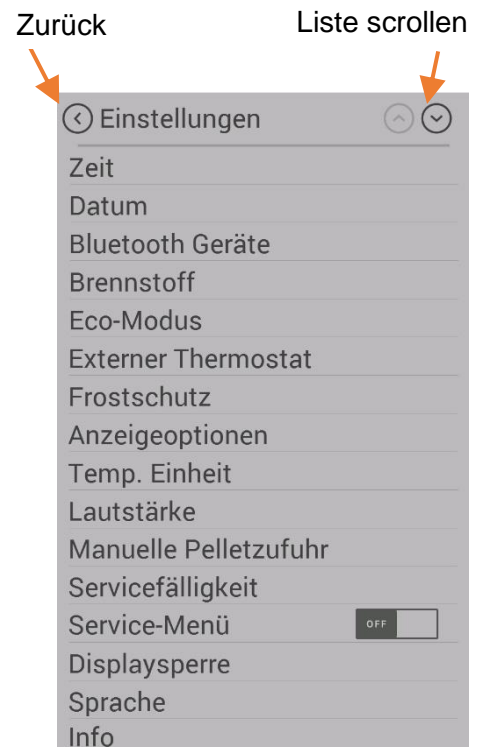 Zurück
Liste scrollen
Einstellungen
Zeit
Datum
Bluetooth Geräte
Brennstoff
Eco-Modus
Externer Thermostat
Frostschutz
Anzeigeoptionen
Temp. Einheit
Lautstärke
Manuelle Pelletzufuhr
Servicefälligkeit
Service-Menü OFF
Displaysperre
Sprache
Info